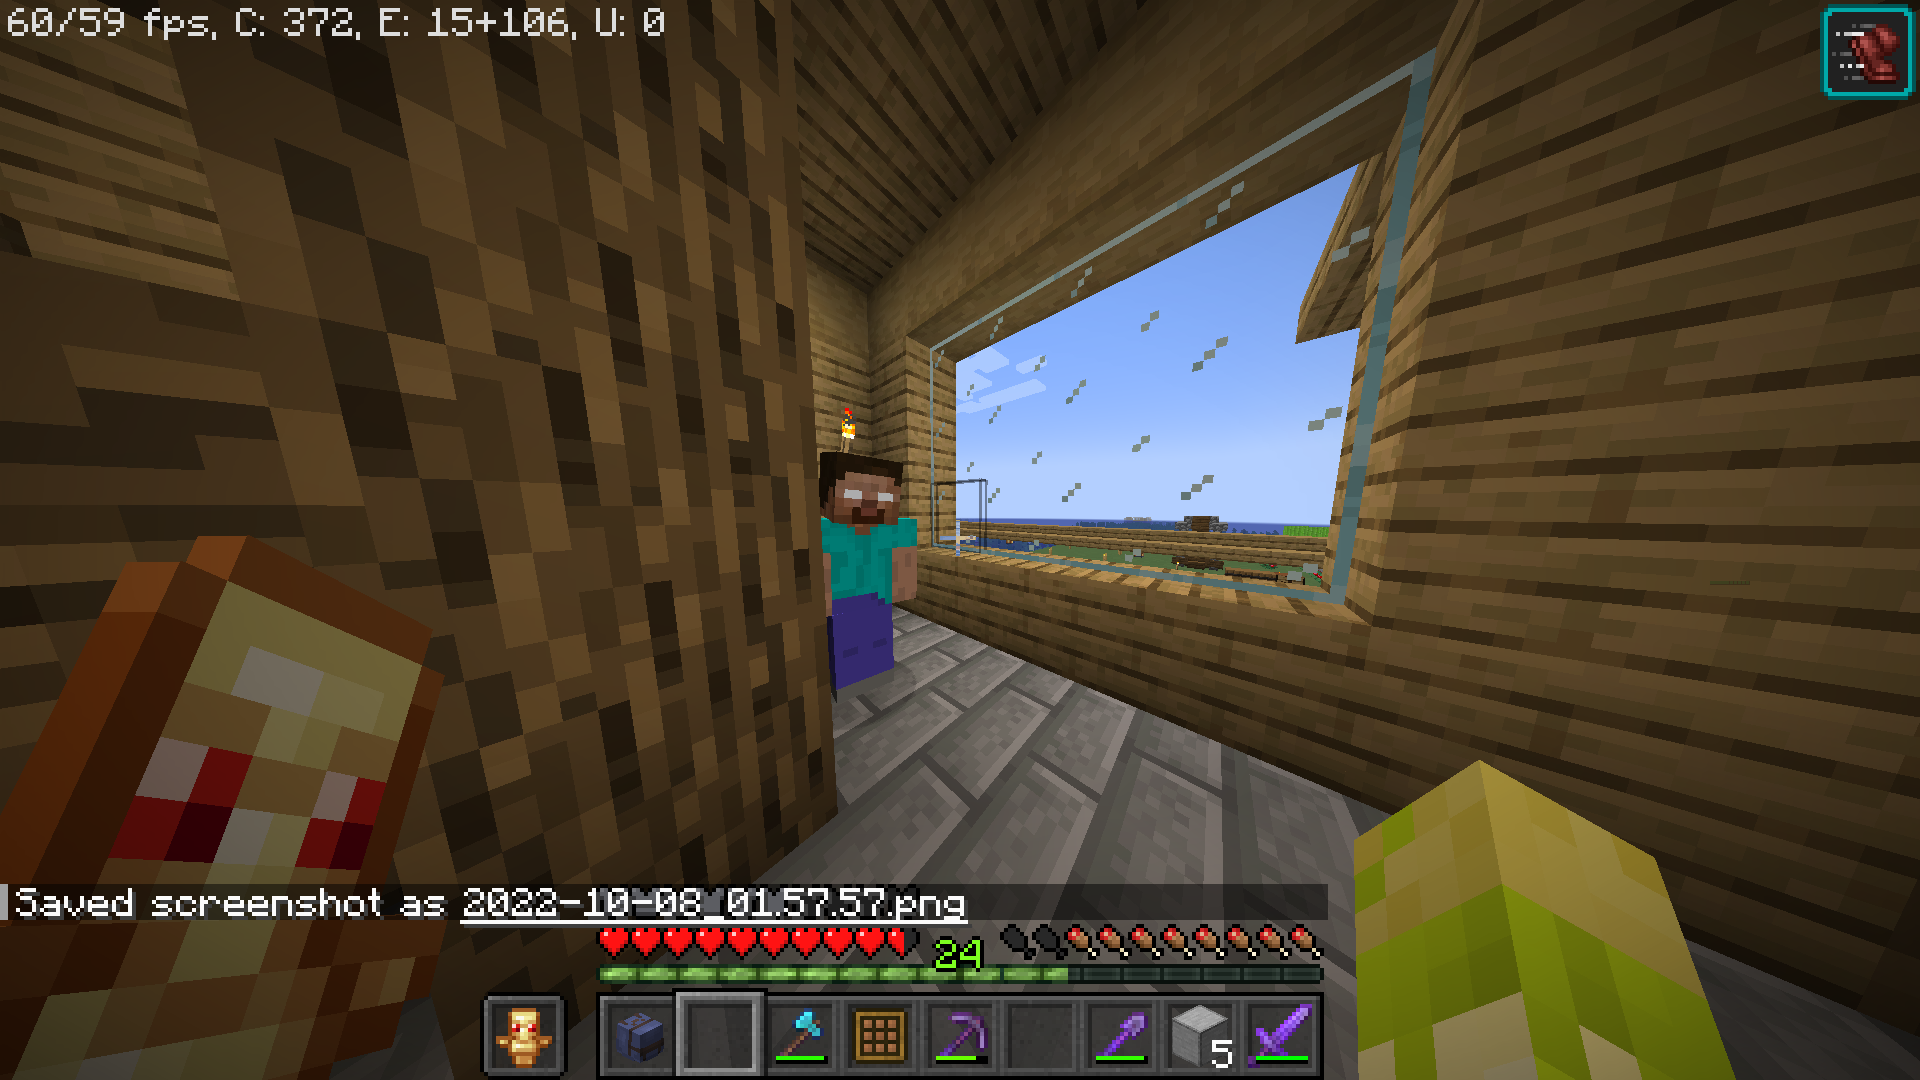 60/59 fps, C: 372, E: 15+106, U: 0
Saved screenshot as 2022-10-08_01.57.57.png
24
5